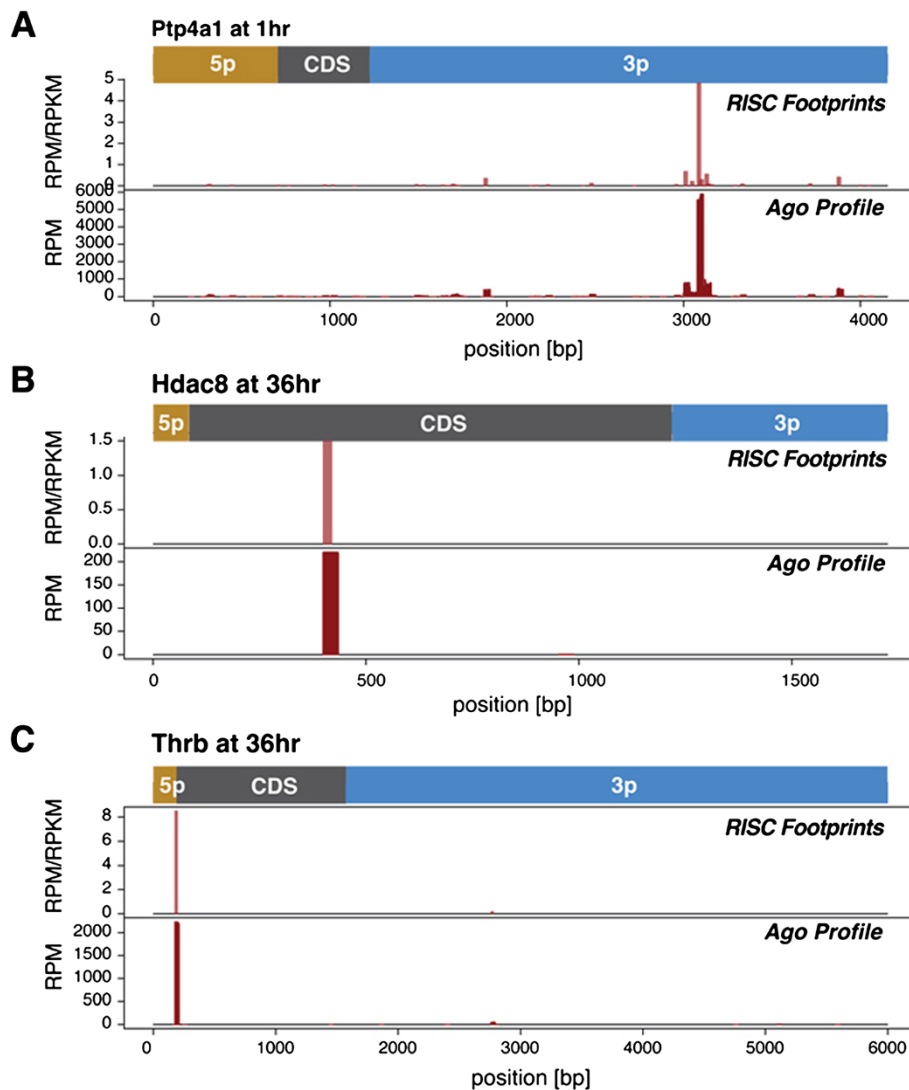 A
Ptp4a1 at 1hr
5p CDS 3p
RISC Footprints
RPM/RPKM
5
4
3
2
1
0
Ago Profile
RPM
6000
5000
4000
3000
2000
1000
0
0 1000 2000 3000 4000
position [bp]
B
Hdac8 at 36hr
5p CDS 3p
RISC Footprints
RPM/RPKM
1.5
1.0
0.5
0.0
Ago Profile
RPM
200
150
100
50
0
0 500 1000 1500
position [bp]
C
Thrb at 36hr
5p CDS 3p
RISC Footprints
RPM/RPKM
8
6
4
2
0
Ago Profile
RPM
2000
1500
1000
500
0
0 1000 2000 3000 4000 5000 6000
position [bp]